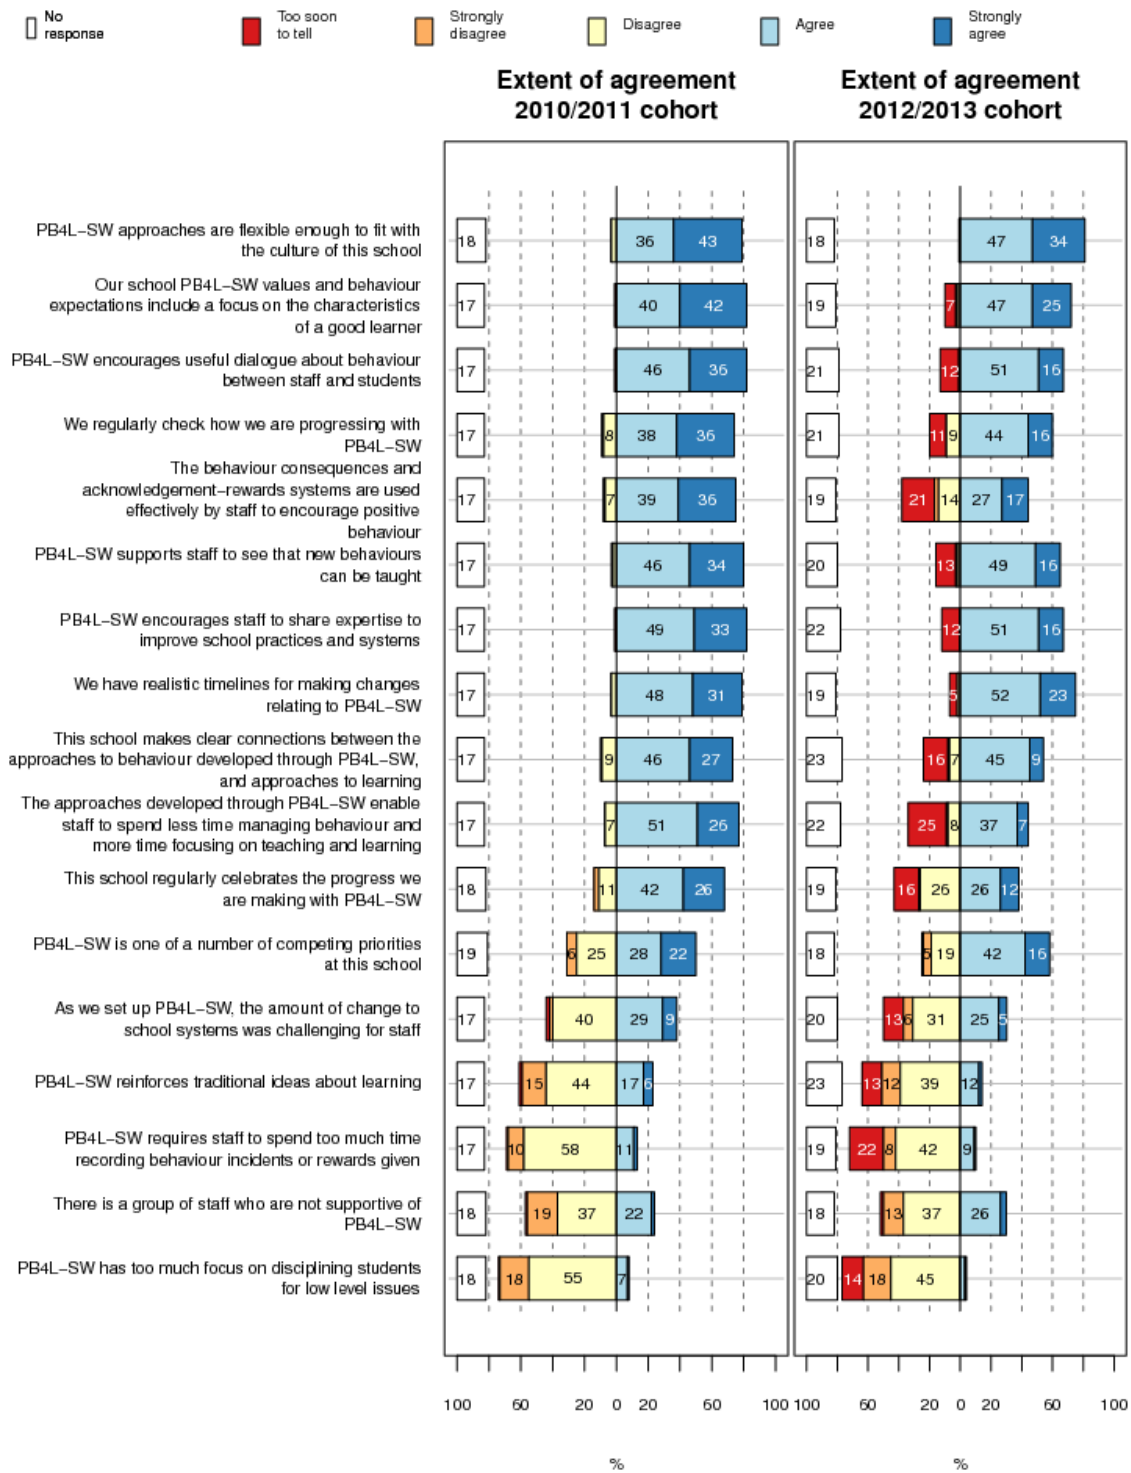 No response
Too soon to tell
Strongly disagree
Disagree
Agree
Strongly agree
Extent of agreement
2010/2011 cohort
Extent of agreement
2012/2013 cohort
PB4L–SW approaches are flexible enough to fit with
the culture of this school
18 36 43 18 47 34
Our school PB4L–SW values and behaviour
expectations include a focus on the characteristics
of a good learner
17 40 42 19 7 47 25
PB4L–SW encourages useful dialogue about behaviour
between staff and students
17 46 36 21 12 51 16
We regularly check how we are progressing with
PB4L–SW
17 8 38 36 21 11 9 44 16
The behaviour consequences and
acknowledgement–rewards systems are used
effectively by staff to encourage positive
behaviour
17 7 39 36 19 21 14 27 17
PB4L–SW supports staff to see that new behaviours
can be taught
17 46 34 20 13 49 16
PB4L–SW encourages staff to share expertise to
improve school practices and systems
17 49 33 22 12 51 16
We have realistic timelines for making changes
relating to PB4L–SW
17 48 31 19 5 52 23
This school makes clear connections between the
approaches to behaviour developed through PB4L–SW,
and approaches to learning
17 9 46 27 23 16 7 45 9
The approaches developed through PB4L–SW enable
staff to spend less time managing behaviour and
more time focusing on teaching and learning
17 7 51 26 22 25 8 37 7
This school regularly celebrates the progress we
are making with PB4L–SW
18 11 42 26 19 16 26 26 12
PB4L–SW is one of a number of competing priorities
at this school
19 6 25 28 22 18 5 19 42 16
As we set up PB4L–SW, the amount of change to
school systems was challenging for staff
17 40 29 9 20 13 6 31 25 5
PB4L–SW reinforces traditional ideas about learning
17 15 44 17 6 23 13 12 39 12
PB4L–SW requires staff to spend too much time
recording behaviour incidents or rewards given
17 10 58 11 19 22 8 42 9
There is a group of staff who are not supportive of
PB4L–SW
18 19 37 22 18 13 37 26
PB4L–SW has too much focus on disciplining students
for low level issues
18 18 55 7 20 14 18 45
100 60 20 0 20 60 100 100 60 20 0 20 60 100
% %